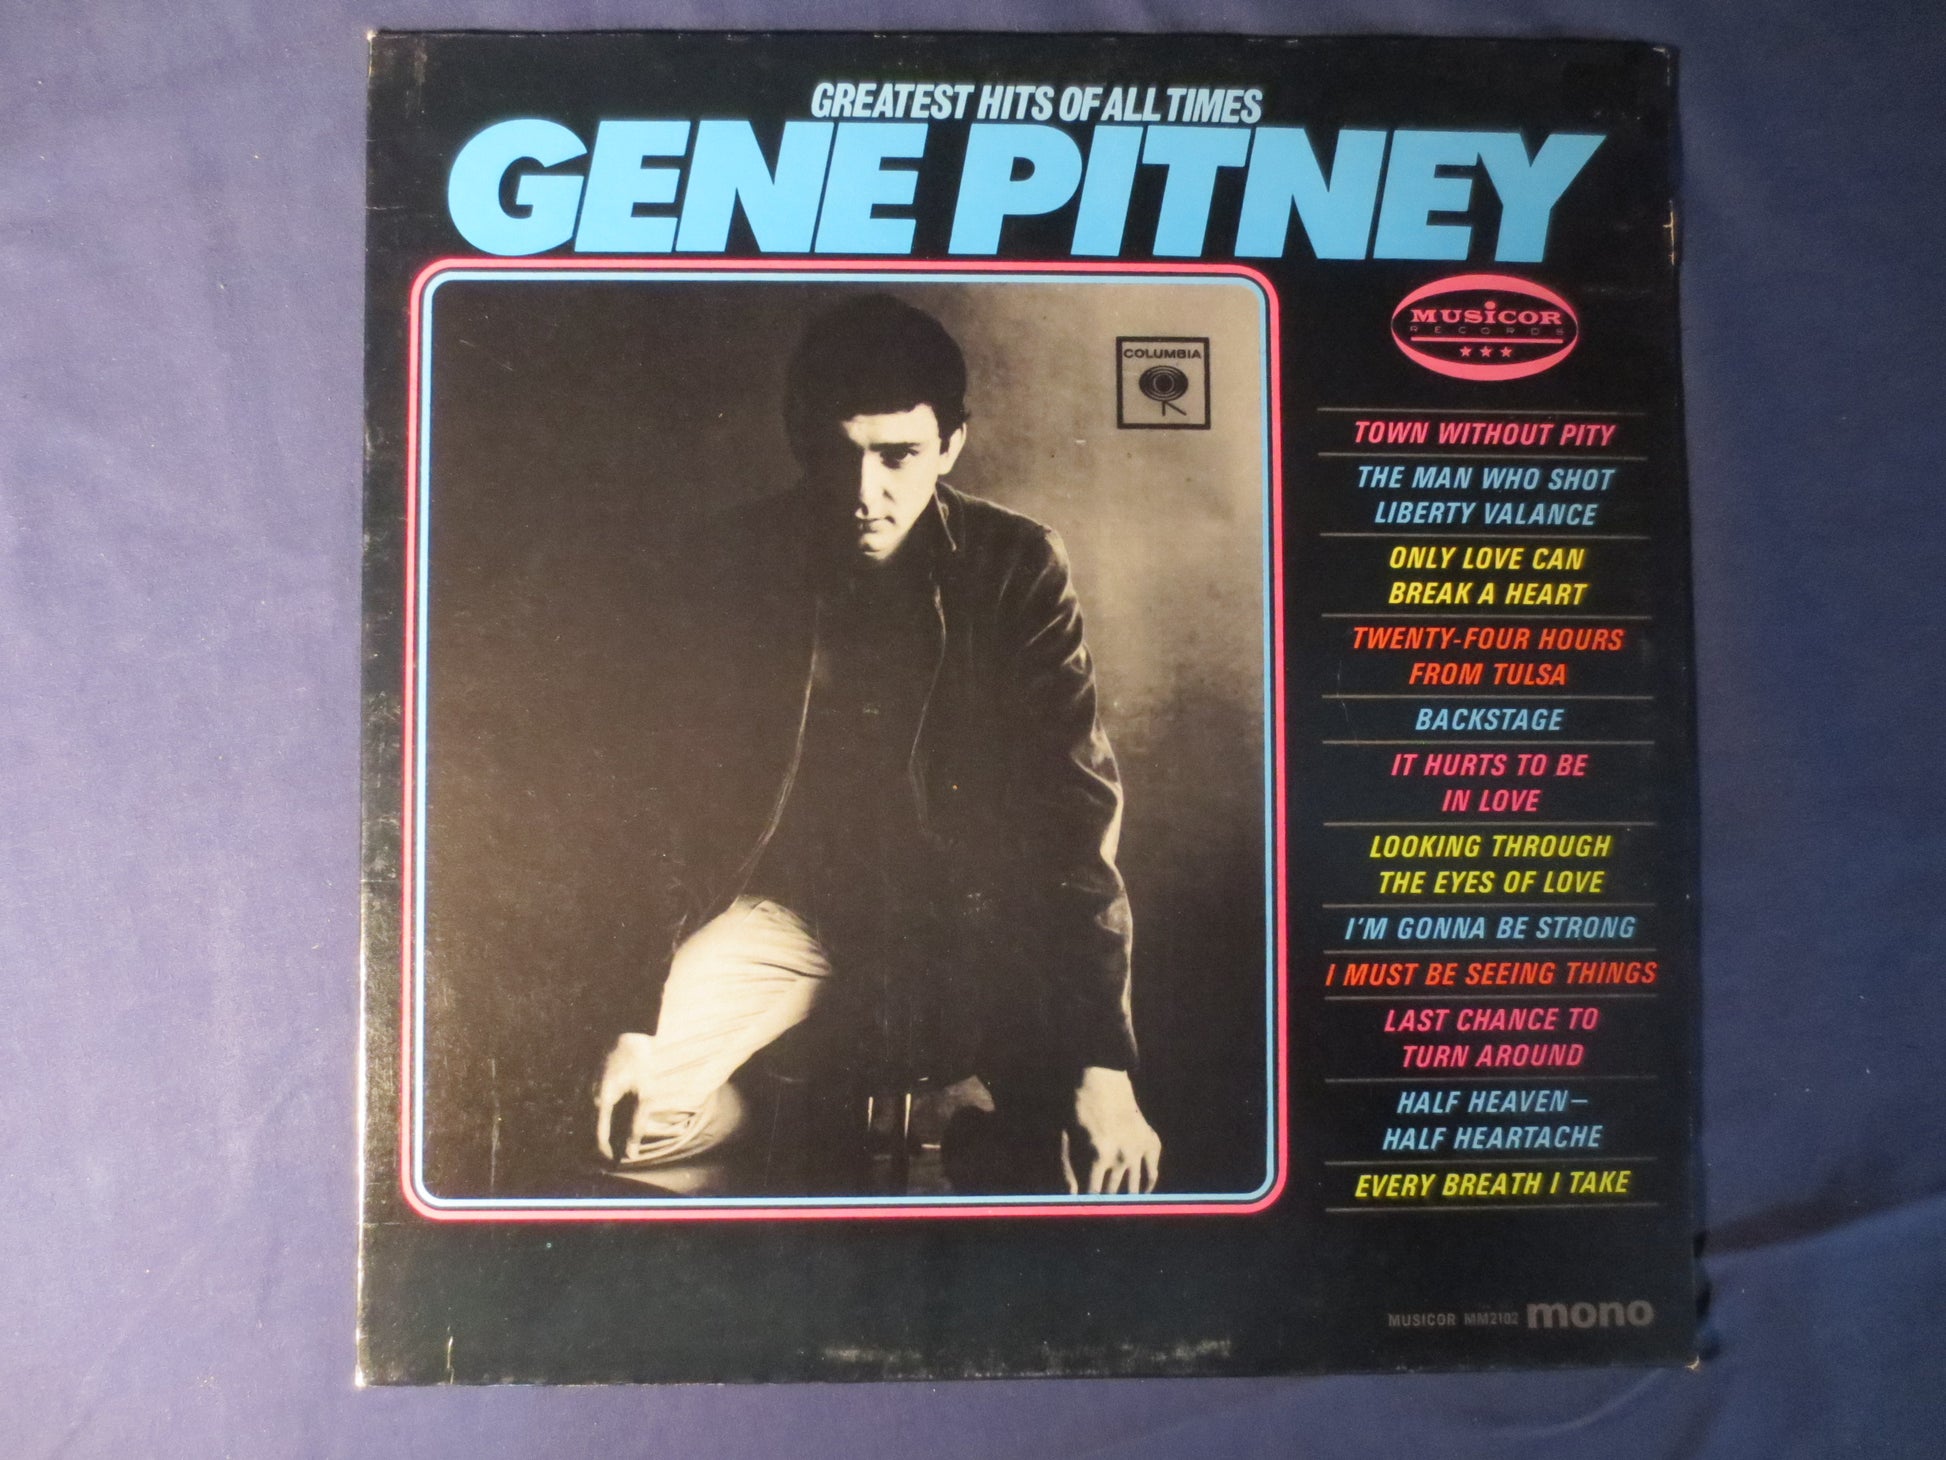 GREATEST HITS OF ALL TIMES
GENE PITNEY
MUSICOR
RECORDS
COLUMBIA
TOWN WITHOUT PITY
THE MAN WHO SHOT
LIBERTY VALANCE
ONLY LOVE CAN
BREAK A HEART
TWENTY-FOUR HOURS
FROM TULSA
BACKSTAGE
IT HURTS TO BE
IN LOVE
LOOKING THROUGH
THE EYES OF LOVE
I'M GONNA BE STRONG
I MUST BE SEEING THINGS
LAST CHANCE TO
TURN AROUND
HALF HEAVEN–
HALF HEARTACHE
EVERY BREATH I TAKE
MUSICOR MM2102 mono